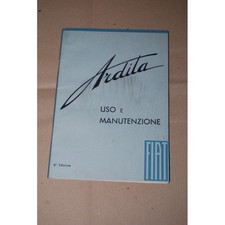 Ardita
USO E
MANUTENZIONE
FIAT